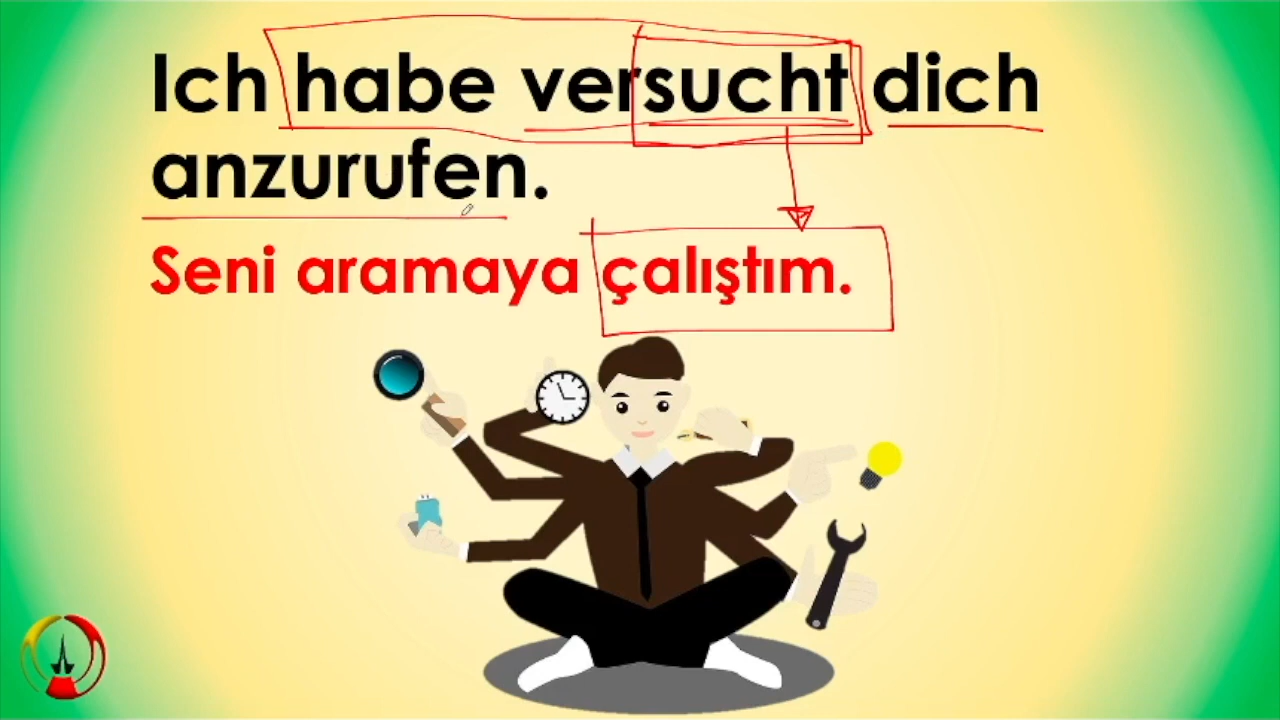 Ich habe versucht dich
anzurufen.
Seni aramaya çalıştım.